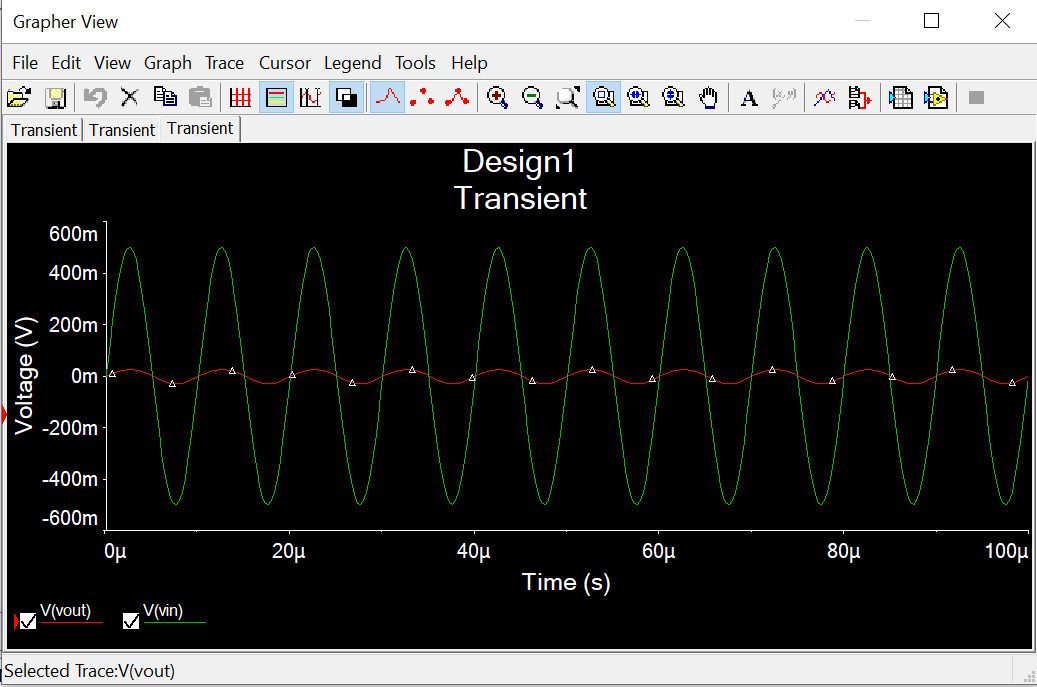 Grapher View
File Edit View Graph Trace Cursor Legend Tools Help
A
Transient Transient Transient
Design1
Transient
Voltage (V)
600m
400m
200m
0m
-200m
-400m
-600m
0µ 20µ 40µ 60µ 80µ 100µ
Time (s)
V(vout) V(vin)
Selected Trace:V(vout)